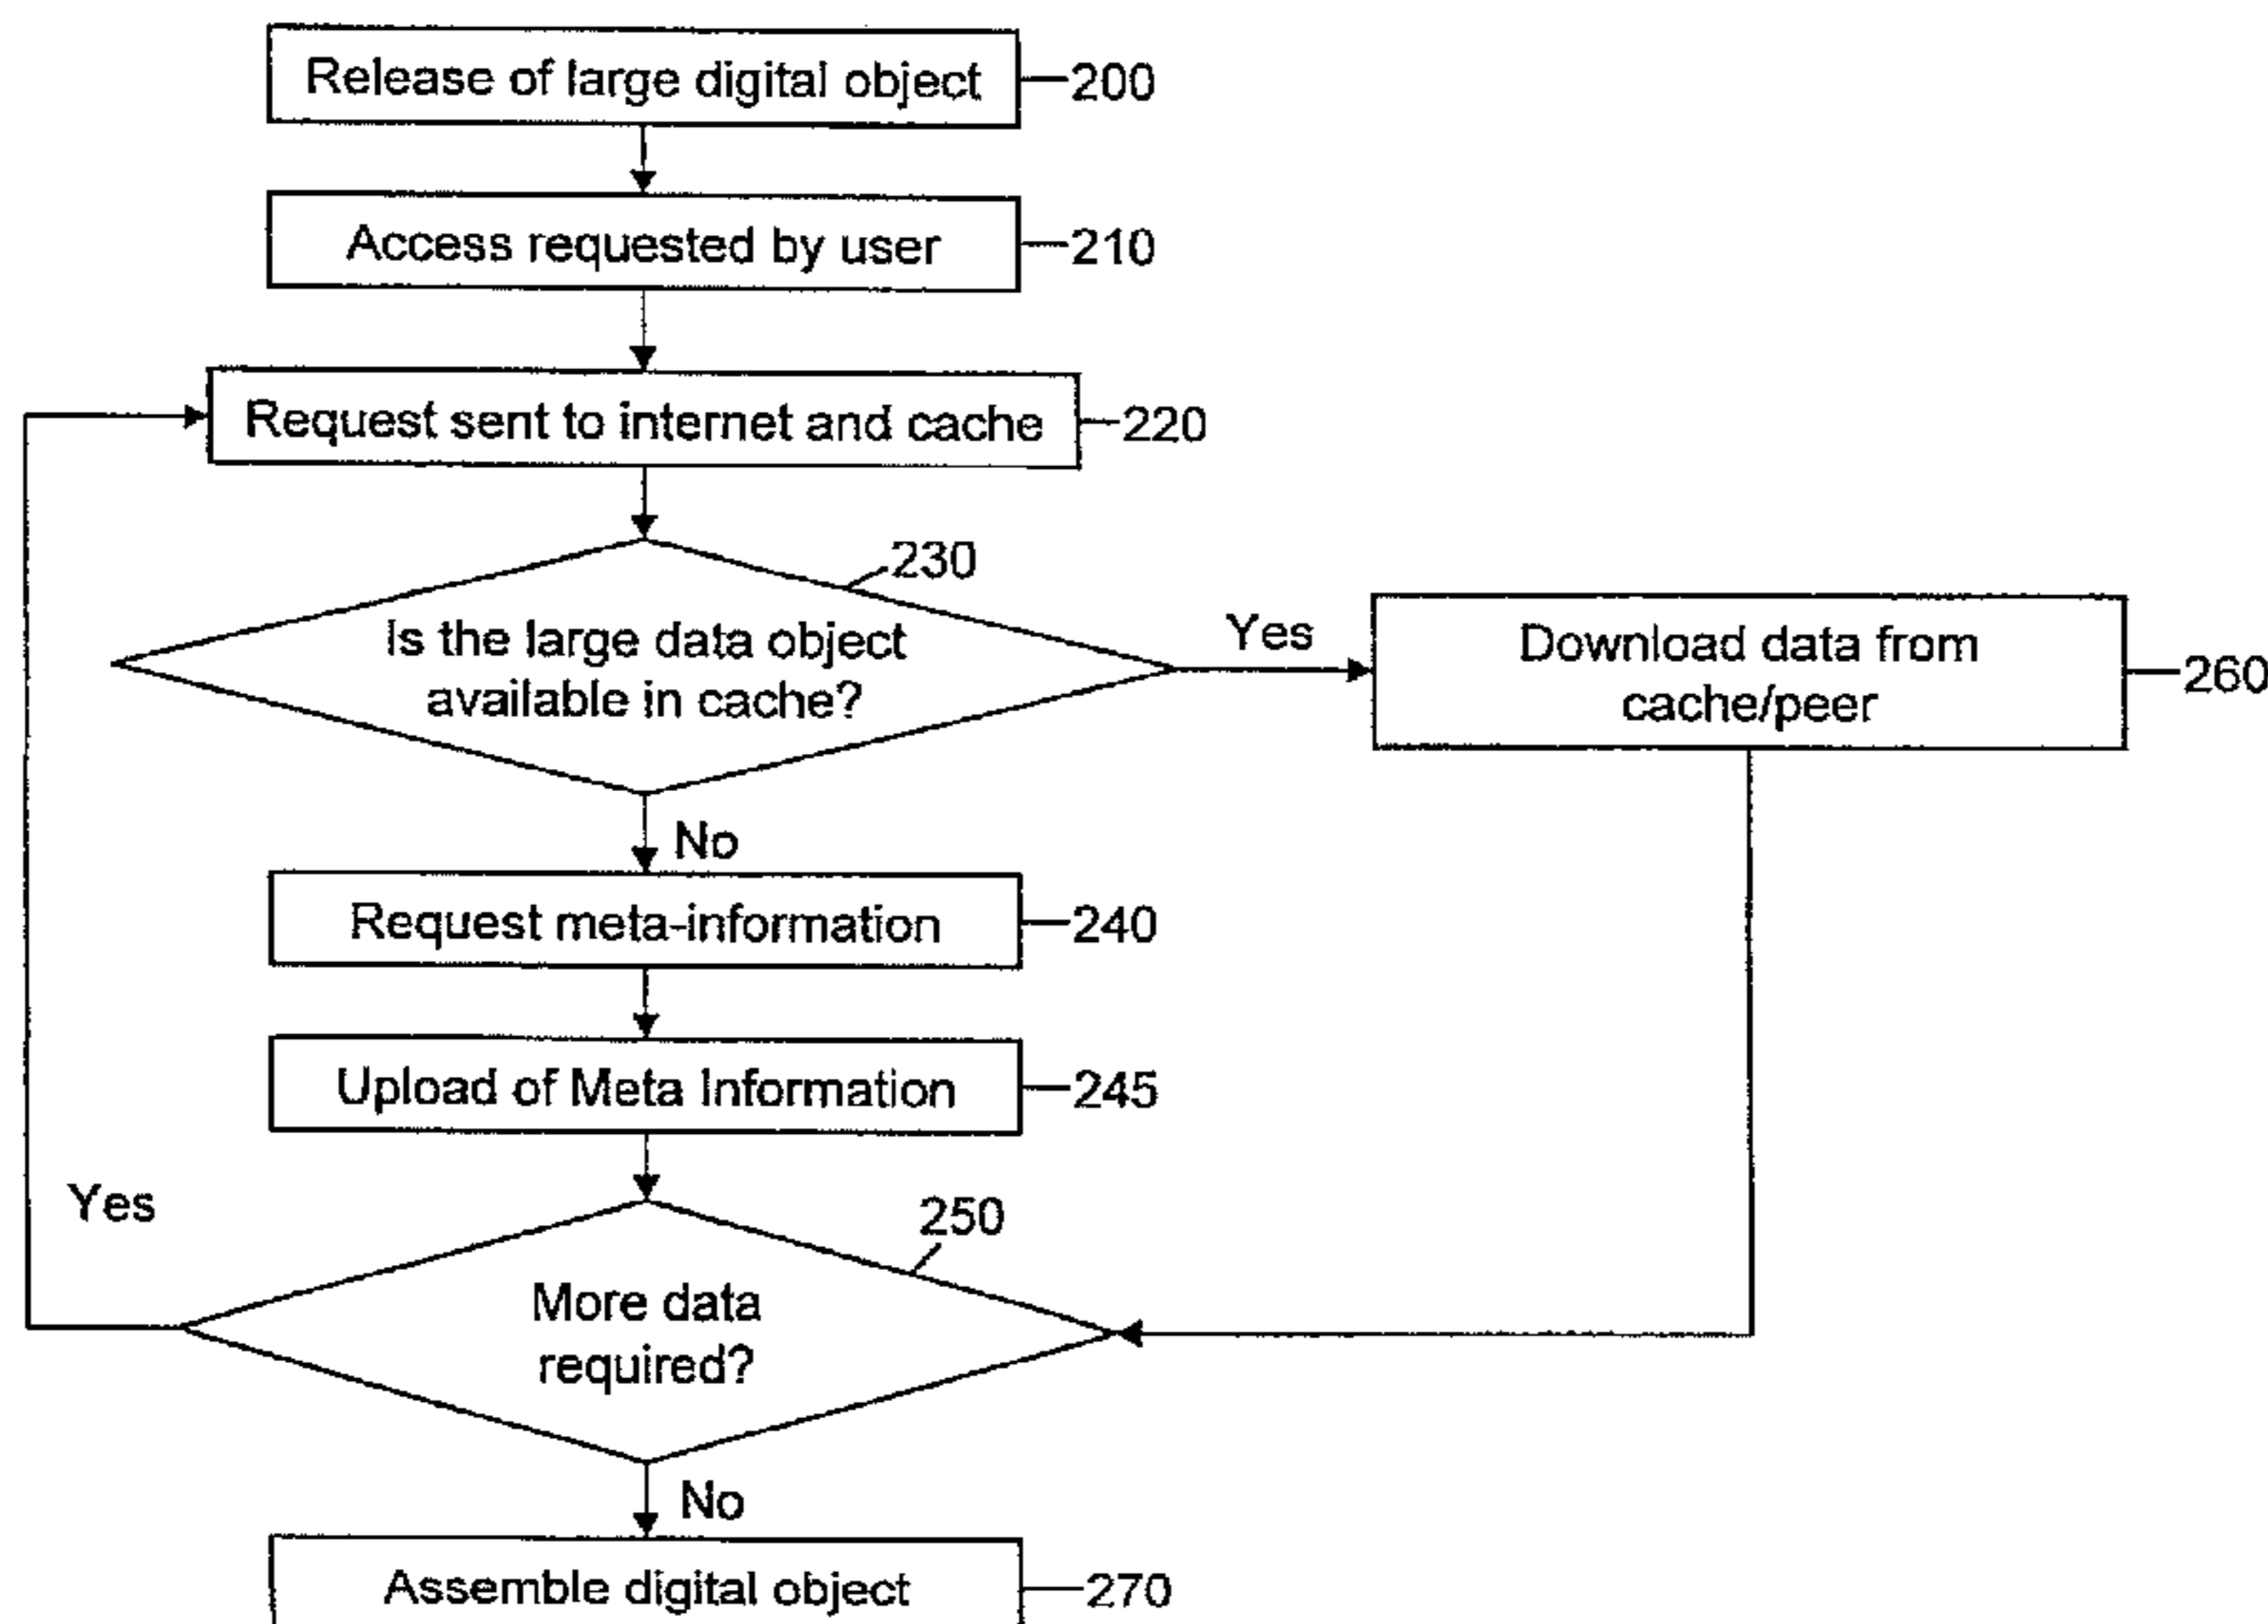 Release of large digital object
200
Access requested by user
210
Request sent to internet and cache
220
230
Is the large data object
available in cache?
Yes
Download data from
cache/peer
260
No
Request meta-information
240
Upload of Meta Information
245
Yes
250
More data
required?
No
Assemble digital object
270